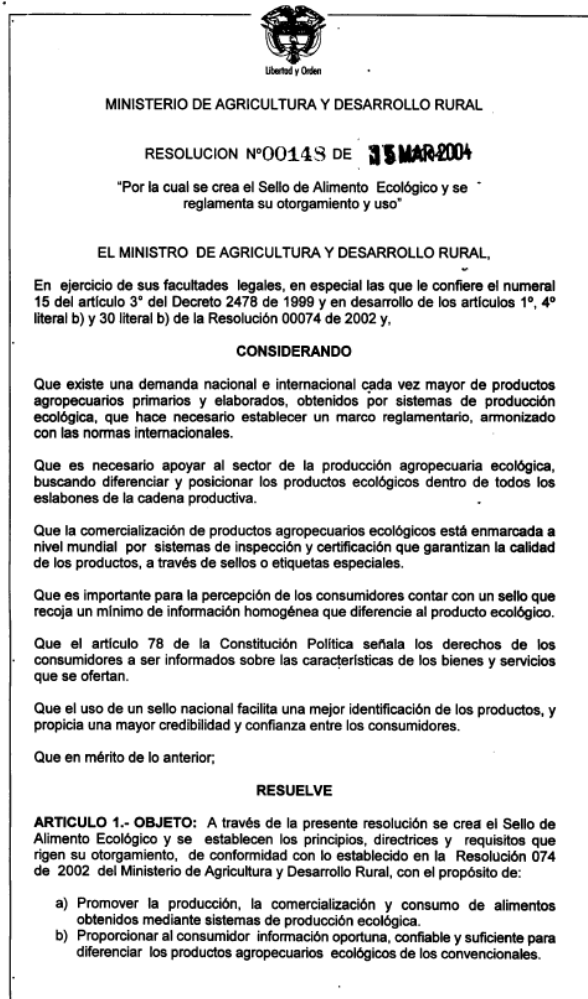 Libertad y Orden
MINISTERIO DE AGRICULTURA Y DESARROLLO RURAL
RESOLUCION Nº00148 DE 15 MAR 2004
"Por la cual se crea el Sello de Alimento Ecológico y se
reglamenta su otorgamiento y uso"
EL MINISTRO DE AGRICULTURA Y DESARROLLO RURAL,
En ejercicio de sus facultades legales, en especial las que le confiere el numeral
15 del artículo 3° del Decreto 2478 de 1999 y en desarrollo de los artículos 1º, 4º
literal b) y 30 literal b) de la Resolución 00074 de 2002 y,
CONSIDERANDO
Que existe una demanda nacional e internacional cada vez mayor de productos
agropecuarios primarios y elaborados, obtenidos por sistemas de producción
ecológica, que hace necesario establecer un marco reglamentario, armonizado
con las normas internacionales.
Que es necesario apoyar al sector de la producción agropecuaria ecológica,
buscando diferenciar y posicionar los productos ecológicos dentro de todos los
eslabones de la cadena productiva.
Que la comercialización de productos agropecuarios ecológicos está enmarcada a
nivel mundial por sistemas de inspección y certificación que garantizan la calidad
de los productos, a través de sellos o etiquetas especiales.
Que es importante para la percepción de los consumidores contar con un sello que
recoja un mínimo de información homogénea que diferencie al producto ecológico.
Que el artículo 78 de la Constitución Política señala los derechos de los
consumidores a ser informados sobre las características de los bienes y servicios
que se ofertan.
Que el uso de un sello nacional facilita una mejor identificación de los productos, y
propicia una mayor credibilidad y confianza entre los consumidores.
Que en mérito de lo anterior;
RESUELVE
ARTICULO 1.- OBJETO: A través de la presente resolución se crea el Sello de
Alimento Ecológico y se establecen los principios, directrices y requisitos que
rigen su otorgamiento, de conformidad con lo establecido en la Resolución 074
de 2002 del Ministerio de Agricultura y Desarrollo Rural, con el propósito de:
a) Promover la producción, la comercialización y consumo de alimentos
obtenidos mediante sistemas de producción ecológica.
b) Proporcionar al consumidor información oportuna, confiable y suficiente para
diferenciar los productos agropecuarios ecológicos de los convencionales.